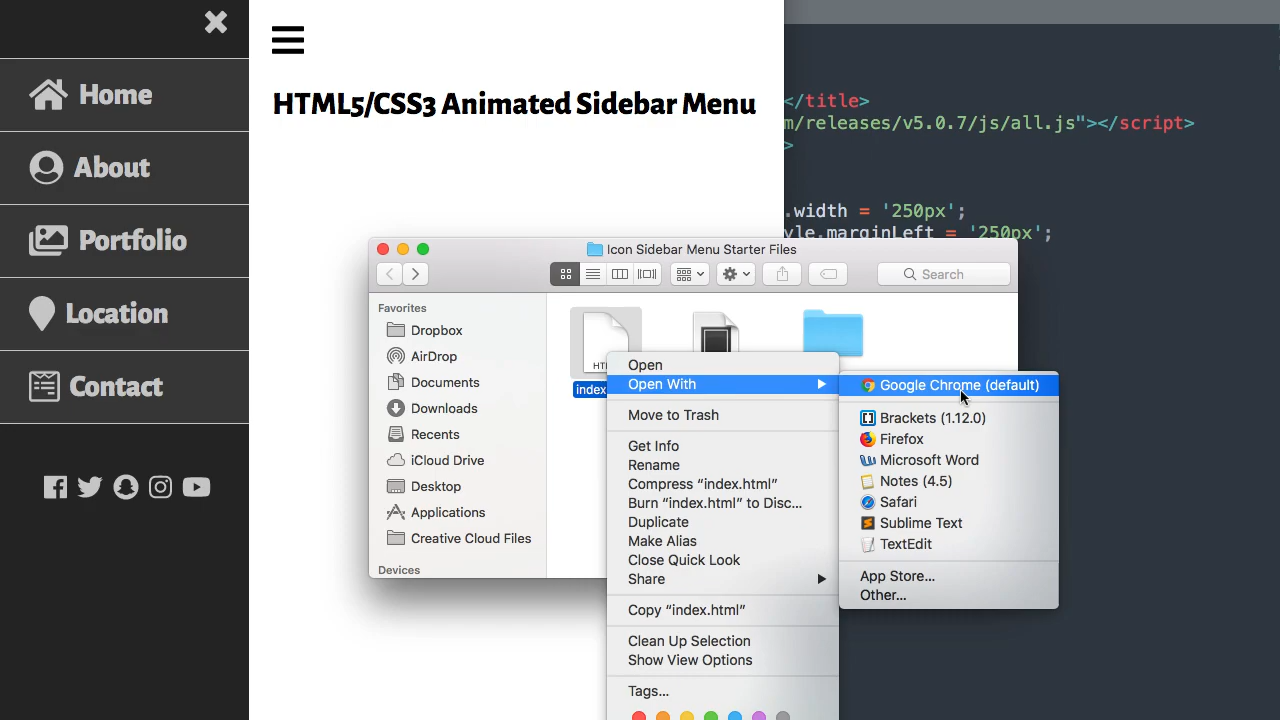 Home
About
Portfolio
Location
Contact
HTML5/CSS3 Animated Sidebar Menu
</title>
m/releases/v5.0.7/js/all.js"></script>
>
.width = '250px';
yle.marginLeft = '250px';
Icon Sidebar Menu Starter Files
Search
Favorites
Dropbox
AirDrop
Documents
Downloads
Recents
iCloud Drive
Desktop
Applications
Creative Cloud Files
Devices
HTM
index
Open
Open With
Move to Trash
Get Info
Rename
Compress “index.html”
Burn “index.html” to Disc...
Duplicate
Make Alias
Close Quick Look
Share
Copy “index.html”
Clean Up Selection
Show View Options
Tags...
Google Chrome (default)
Brackets (1.12.0)
Firefox
Microsoft Word
Notes (4.5)
Safari
Sublime Text
TextEdit
App Store...
Other...